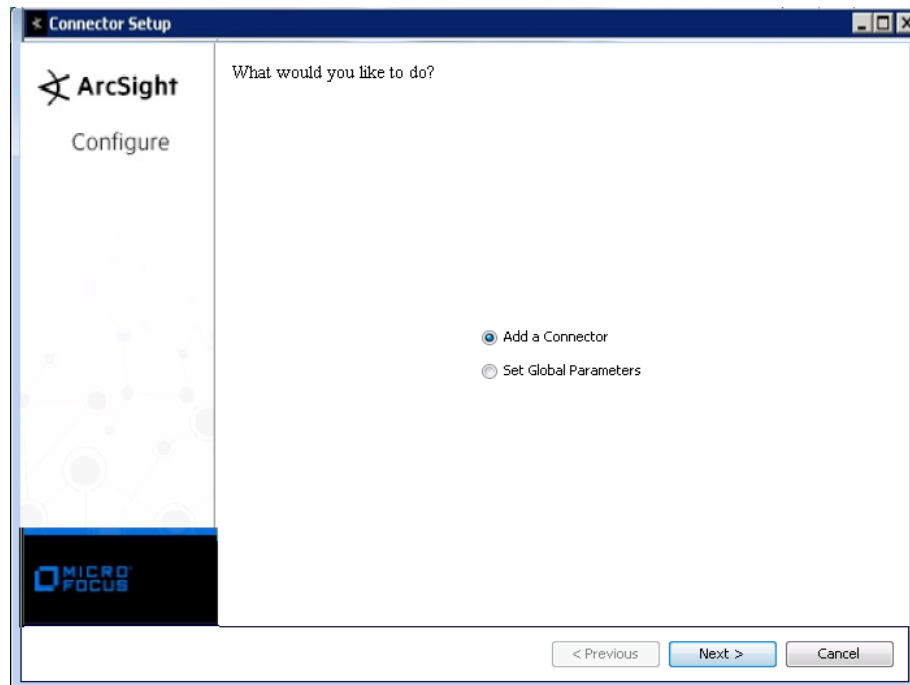 Connector Setup
ArcSight
Configure
What would you like to do?
Add a Connector
Set Global Parameters
MICRO
FOCUS
< Previous
Next >
Cancel